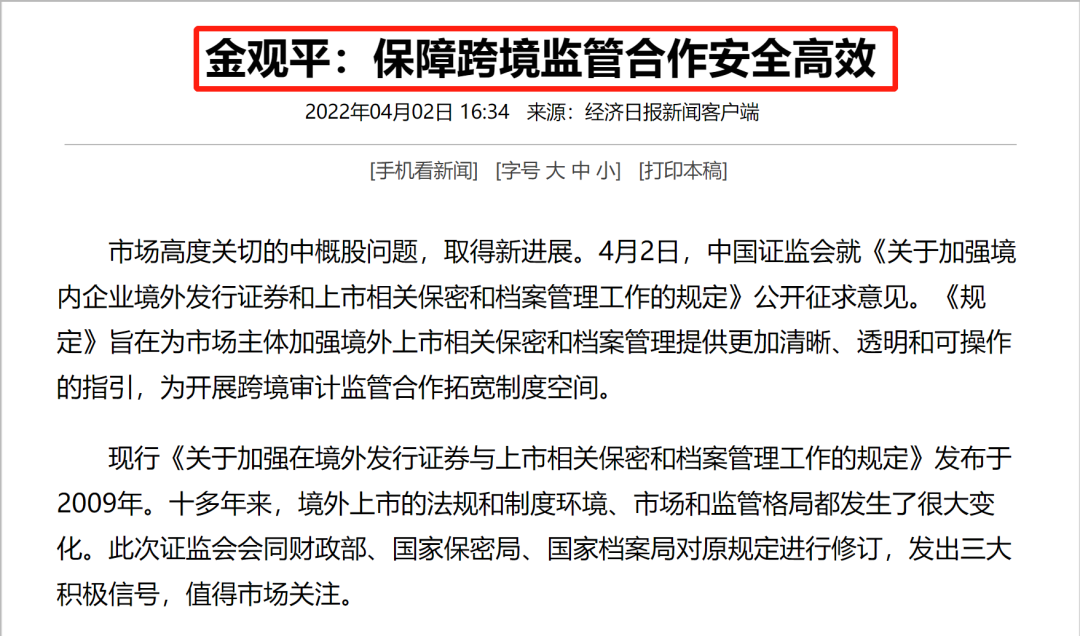 金观平：保障跨境监管合作安全高效
2022年04月02日 16:34 来源：经济日报新闻客户端
[手机看新闻] [字号 大 中 小] [打印本稿]
市场高度关切的中概股问题，取得新进展。4月2日，中国证监会就《关于加强境
内企业境外发行证券和上市相关保密和档案管理工作的规定》公开征求意见。《规
定》旨在为市场主体加强境外上市相关保密和档案管理提供更加清晰、透明和可操作
的指引，为开展跨境审计监管合作拓宽制度空间。
现行《关于加强在境外发行证券与上市相关保密和档案管理工作的规定》发布于
2009年。十多年来，境外上市的法规和制度环境、市场和监管格局都发生了很大变
化。此次证监会会同财政部、国家保密局、国家档案局对原规定进行修订，发出三大
积极信号，值得市场关注。